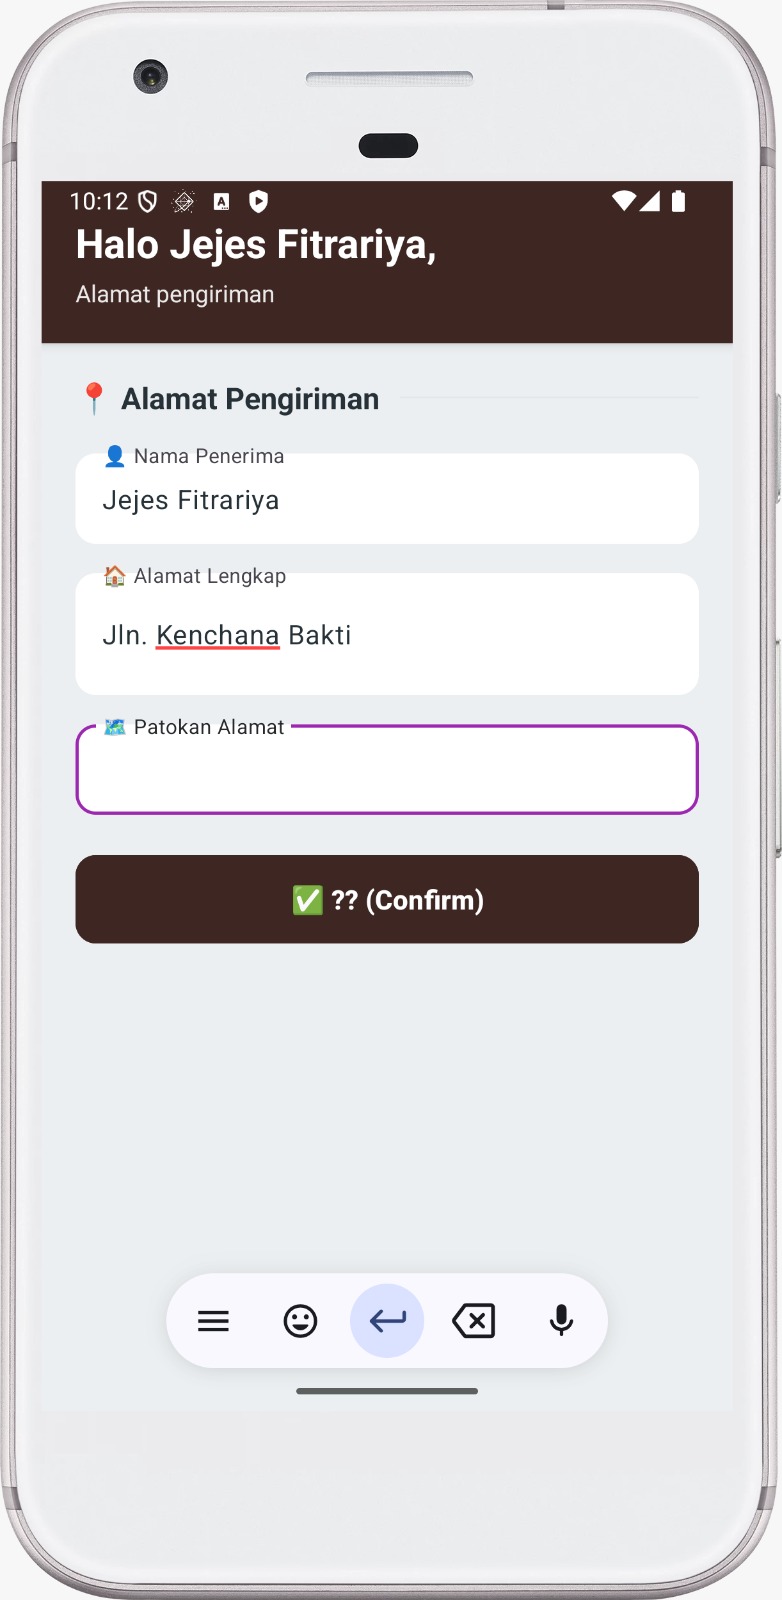 10:12
Halo Jejes Fitrariya,
Alamat pengiriman
📍 Alamat Pengiriman
👤 Nama Penerima
Jejes Fitrariya
🏠 Alamat Lengkap
Jln. Kenchana Bakti
🗺️ Patokan Alamat
✅ ?? (Confirm)